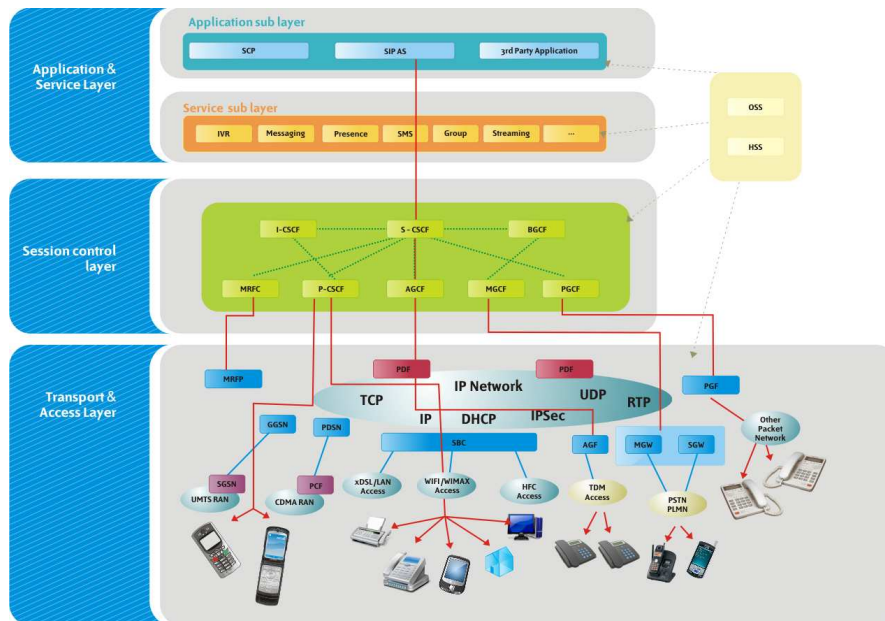 Application sub layer
SCP
SIP AS
3rd Party Application
Application &
Service Layer
Service sub layer
IVR
Messaging
Presence
SMS
Group
Streaming
...
OSS
HSS
Session control
layer
I-CSCF
S - CSCF
BGCF
MRFC
P-CSCF
AGCF
MGCF
PGCF
Transport &
Access Layer
MRFP
PDF
PDF
PGF
IP Network
TCP
UDP
RTP
IP
DHCP
IPSec
GGSN
PDSN
SBC
AGF
MGW
SGW
Other
Packet
Network
SGSN
UMTS RAN
PCF
CDMA RAN
xDSL/LAN
Access
WIFI/WIMAX
Access
HFC
Access
TDM
Access
PSTN
PLMN